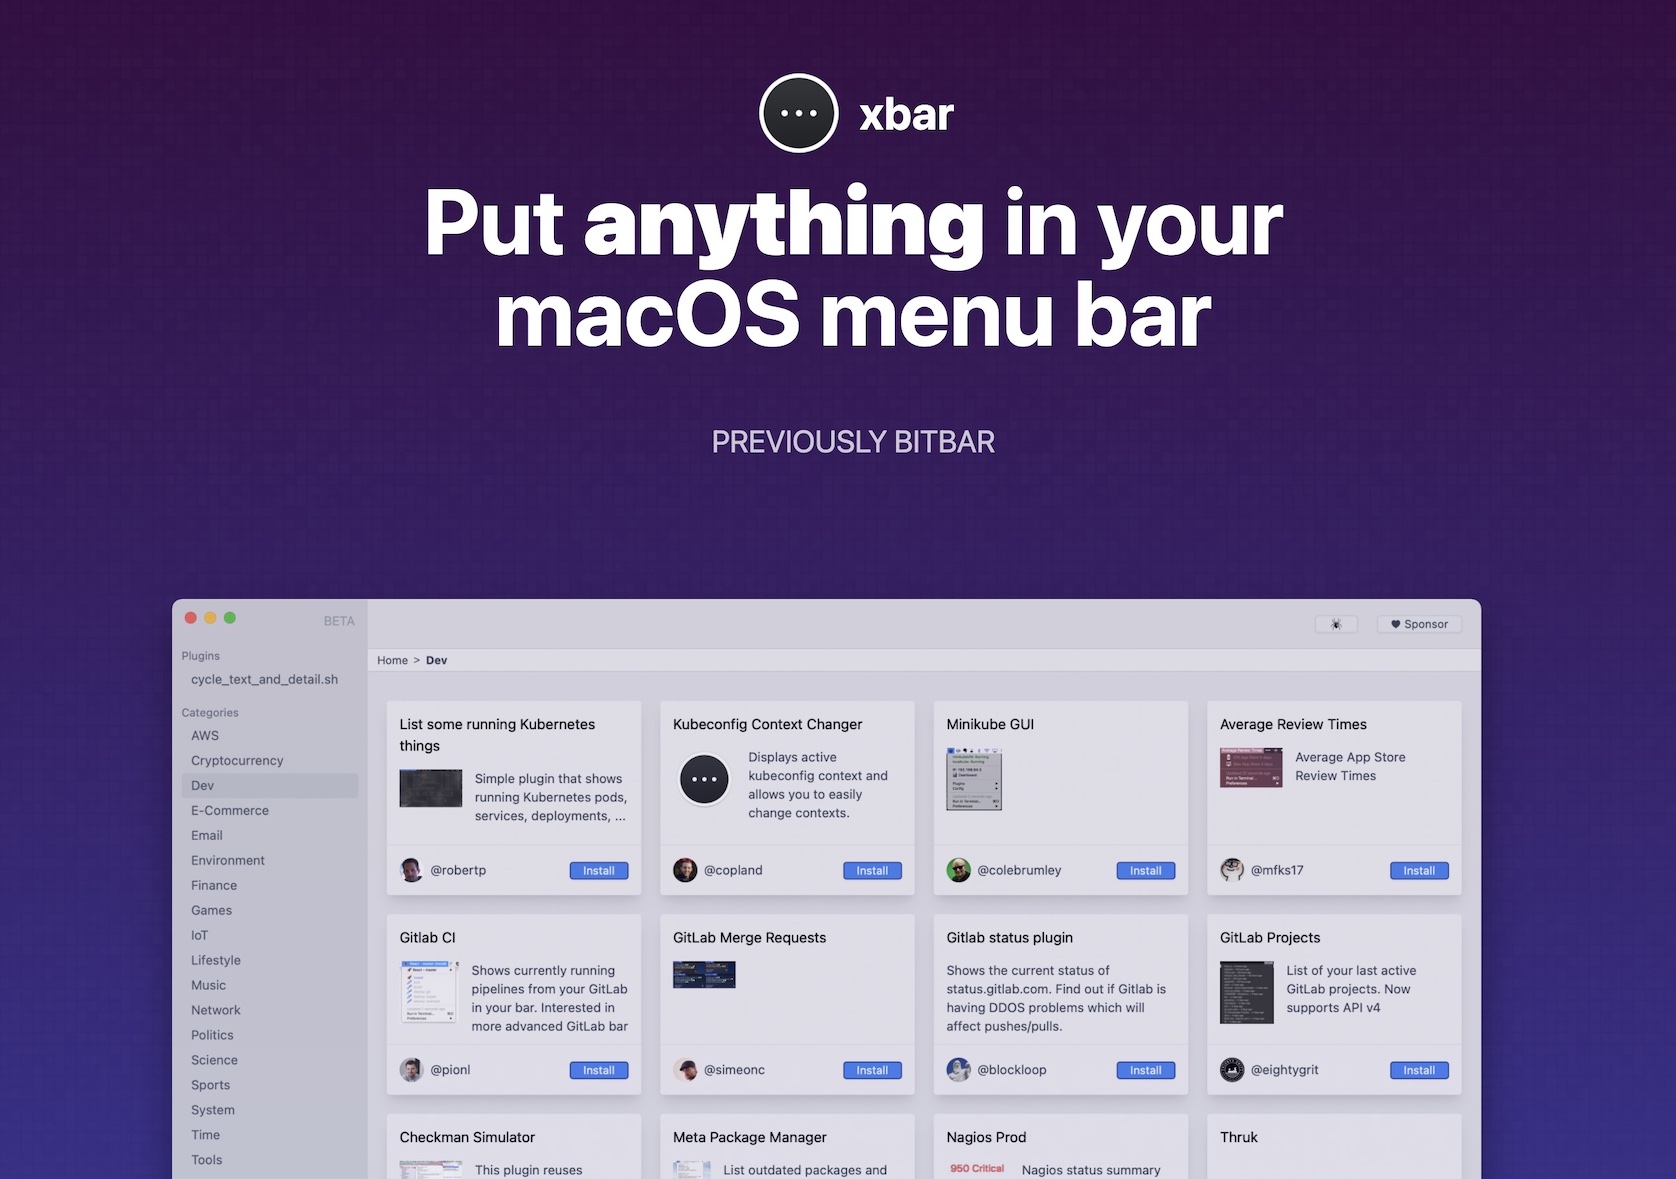 xbar
Put anything in your
macOS menu bar
PREVIOUSLY BITBAR
BETA
Sponsor
Plugins
cycle_text_and_detail.sh
Categories
AWS
Cryptocurrency
Dev
E-Commerce
Email
Environment
Finance
Games
IoT
Lifestyle
Music
Network
Politics
Science
Sports
System
Time
Tools
Home > Dev
List some running Kubernetes
things
Simple plugin that shows
running Kubernetes pods,
services, deployments, ...
@robertp
Install
Kubeconfig Context Changer
Displays active
kubeconfig context and
allows you to easily
change contexts.
@copland
Install
Minikube GUI
@colebrumley
Install
Average Review Times
Average App Store
Review Times
@mfks17
Install
Gitlab CI
Shows currently running
pipelines from your GitLab
in your bar. Interested in
more advanced GitLab bar
@pionl
Install
GitLab Merge Requests
@simeonc
Install
Gitlab status plugin
Shows the current status of
status.gitlab.com. Find out if Gitlab is
having DDOS problems which will
affect pushes/pulls.
@blockloop
Install
GitLab Projects
List of your last active
GitLab projects. Now
supports API v4
@eightygrit
Install
Checkman Simulator
This plugin reuses
Meta Package Manager
List outdated packages and
Nagios Prod
950 Critical
Nagios status summary
Thruk